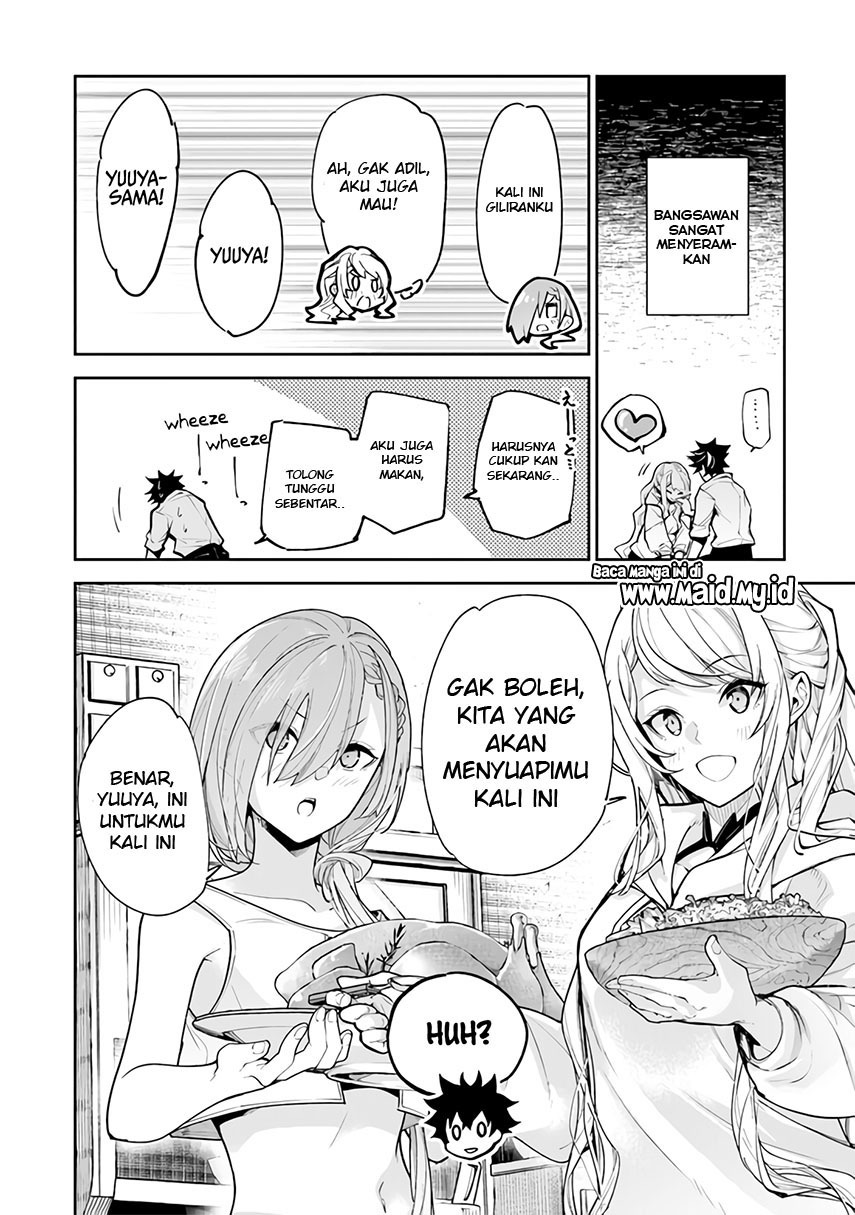 BANGSAWAN
SANGAT
MENYERAM-
KAN
......
KALI INI
GILIRANKU
AH, GAK ADIL,
AKU JUGA
MAU!
YUUYA!
YUUYA-
SAMA!
えーっと…
HARUSNYA
CUKUP KAN
SEKARANG..
AKU JUGA
HARUS
MAKAN,
TOLONG
TUNGGU
SEBENTAR..
wheeze
wheeze
Baca Manga ini di
www.Maid.My.id
GAK BOLEH,
KITA YANG
AKAN
MENYUAPIMU
KALI INI
BENAR,
YUUYA, INI
UNTUKMU
KALI INI
HUH?